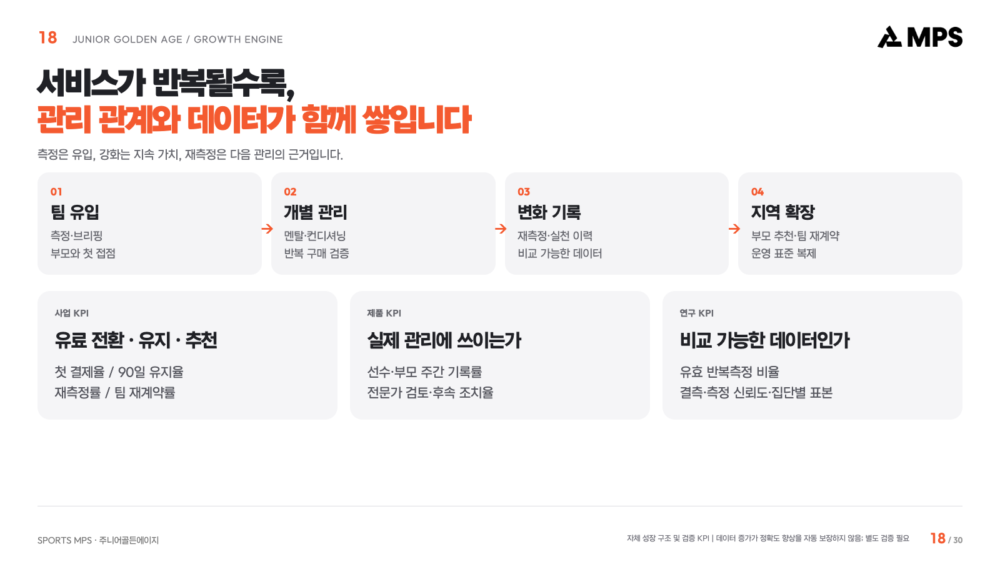 18 JUNIOR GOLDEN AGE / GROWTH ENGINE
MPS
서비스가 반복될수록,
관리 관계와 데이터가 함께 쌓입니다
측정은 유입, 강화는 지속 가치, 재측정은 다음 관리의 근거입니다.
01
팀 유입
측정·브리핑
부모와 첫 접점
→
02
개별 관리
멘탈·컨디셔닝
반복 구매 검증
→
03
변화 기록
재측정·실천 이력
비교 가능한 데이터
→
04
지역 확장
부모 추천·팀 재계약
운영 표준 복제
사업 KPI
유료 전환 · 유지 · 추천
첫 결제율 / 90일 유지율
재측정률 / 팀 재계약률
제품 KPI
실제 관리에 쓰이는가
선수·부모 주간 기록률
전문가 검토·후속 조치율
연구 KPI
비교 가능한 데이터인가
유효 반복측정 비율
결측·측정 신뢰도·집단별 표본
SPORTS MPS · 주니어골든에이지
자체 성장 구조 및 검증 KPI | 데이터 증가가 정확도 향상을 자동 보장하지 않음; 별도 검증 필요
18 / 30